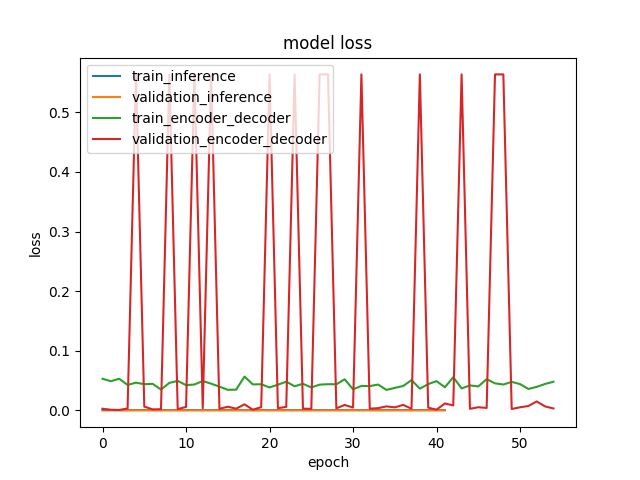 model loss
train_inference
validation_inference
train_encoder_decoder
validation_encoder_decoder
loss
0.5
0.4
0.3
0.2
0.1
0.0
0 10 20 30 40 50
epoch